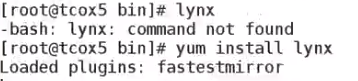 [root@tcox5 bin]# lynx
-bash: lynx: command not found
[root@tcox5 bin]# yum install lynx
Loaded plugins: fastestmirror